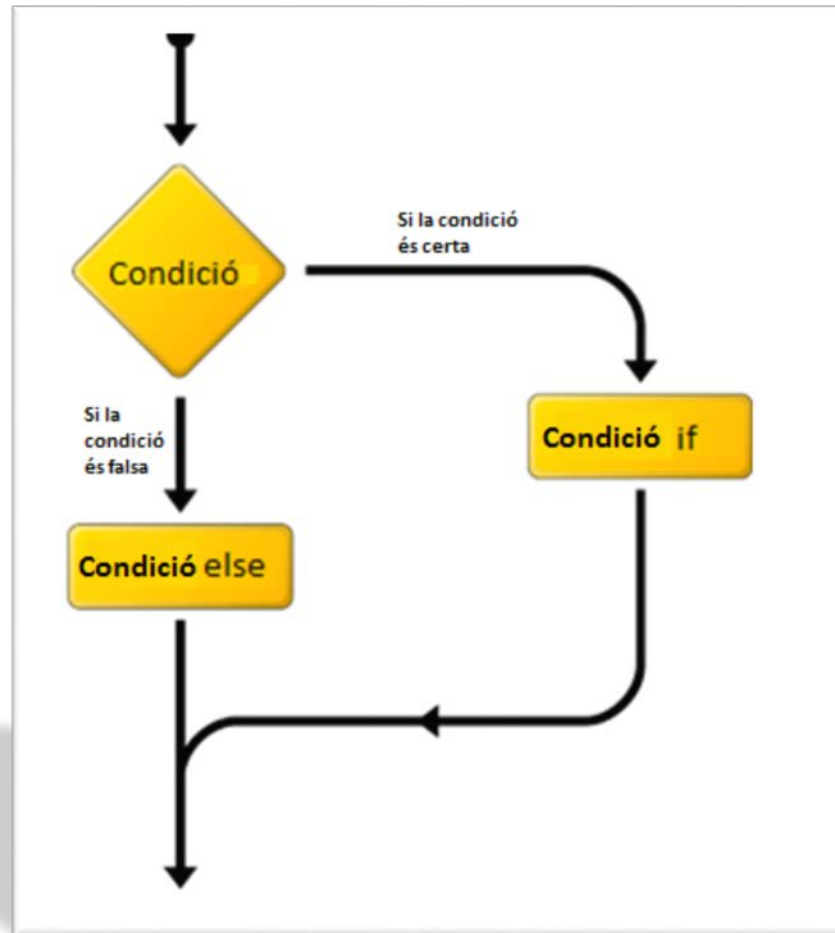 Condició
Si la condició
és certa
Si la
condició
és falsa
Condició if
Condició else